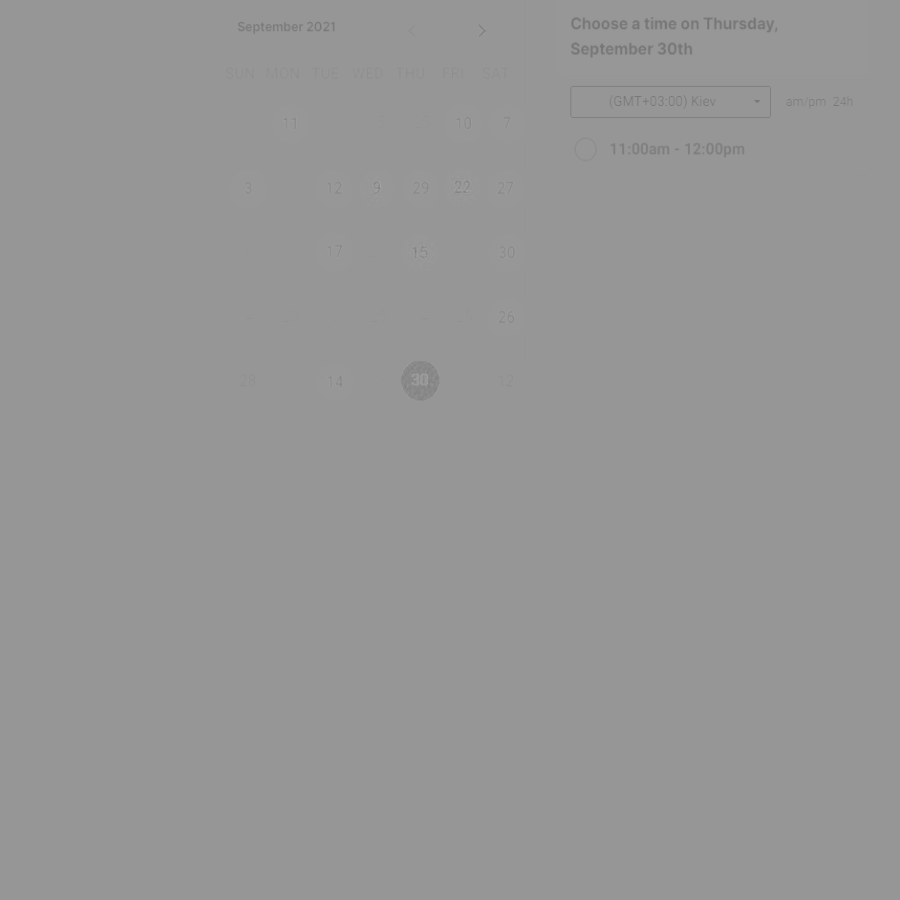 September 2021
SUN MON TUE WED THU FRI SAT
11 10 7
3 12 9 29 22 27
17 15 30
26
28 14 30 12
Choose a time on Thursday,
September 30th
(GMT+03:00) Kiev am/pm 24h
11:00am - 12:00pm